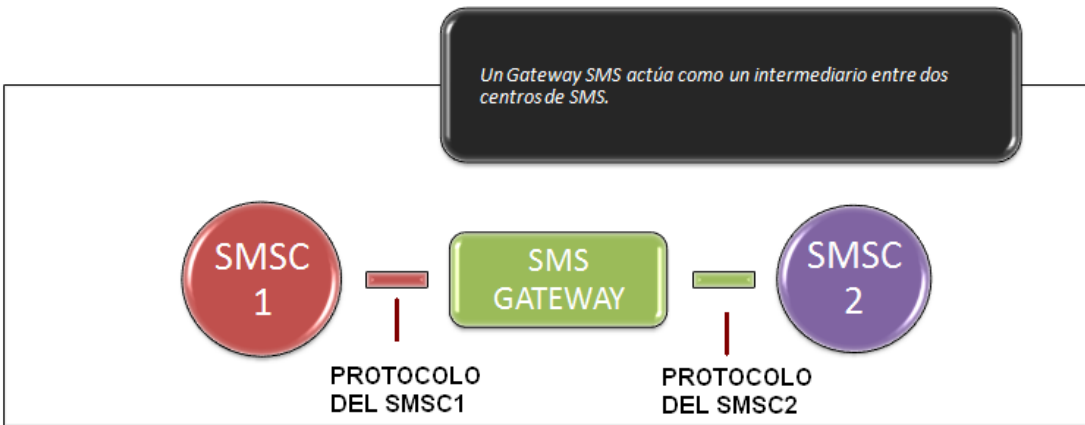 Un Gateway SMS actúa como un intermediario entre dos
centros de SMS.
SMSC
1
SMS
GATEWAY
SMSC
2
PROTOCOLO
DEL SMSC1
PROTOCOLO
DEL SMSC2